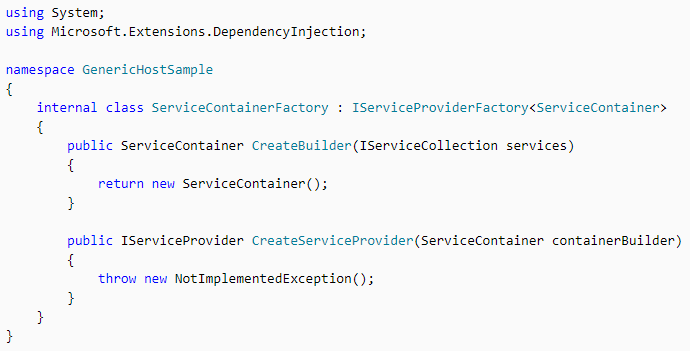 using System;
using Microsoft.Extensions.DependencyInjection;

namespace GenericHostSample
{
    internal class ServiceContainerFactory : IServiceProviderFactory<ServiceContainer>
    {
        public ServiceContainer CreateBuilder(IServiceCollection services)
        {
            return new ServiceContainer();
        }

        public IServiceProvider CreateServiceProvider(ServiceContainer containerBuilder)
        {
            throw new NotImplementedException();
        }
    }
}